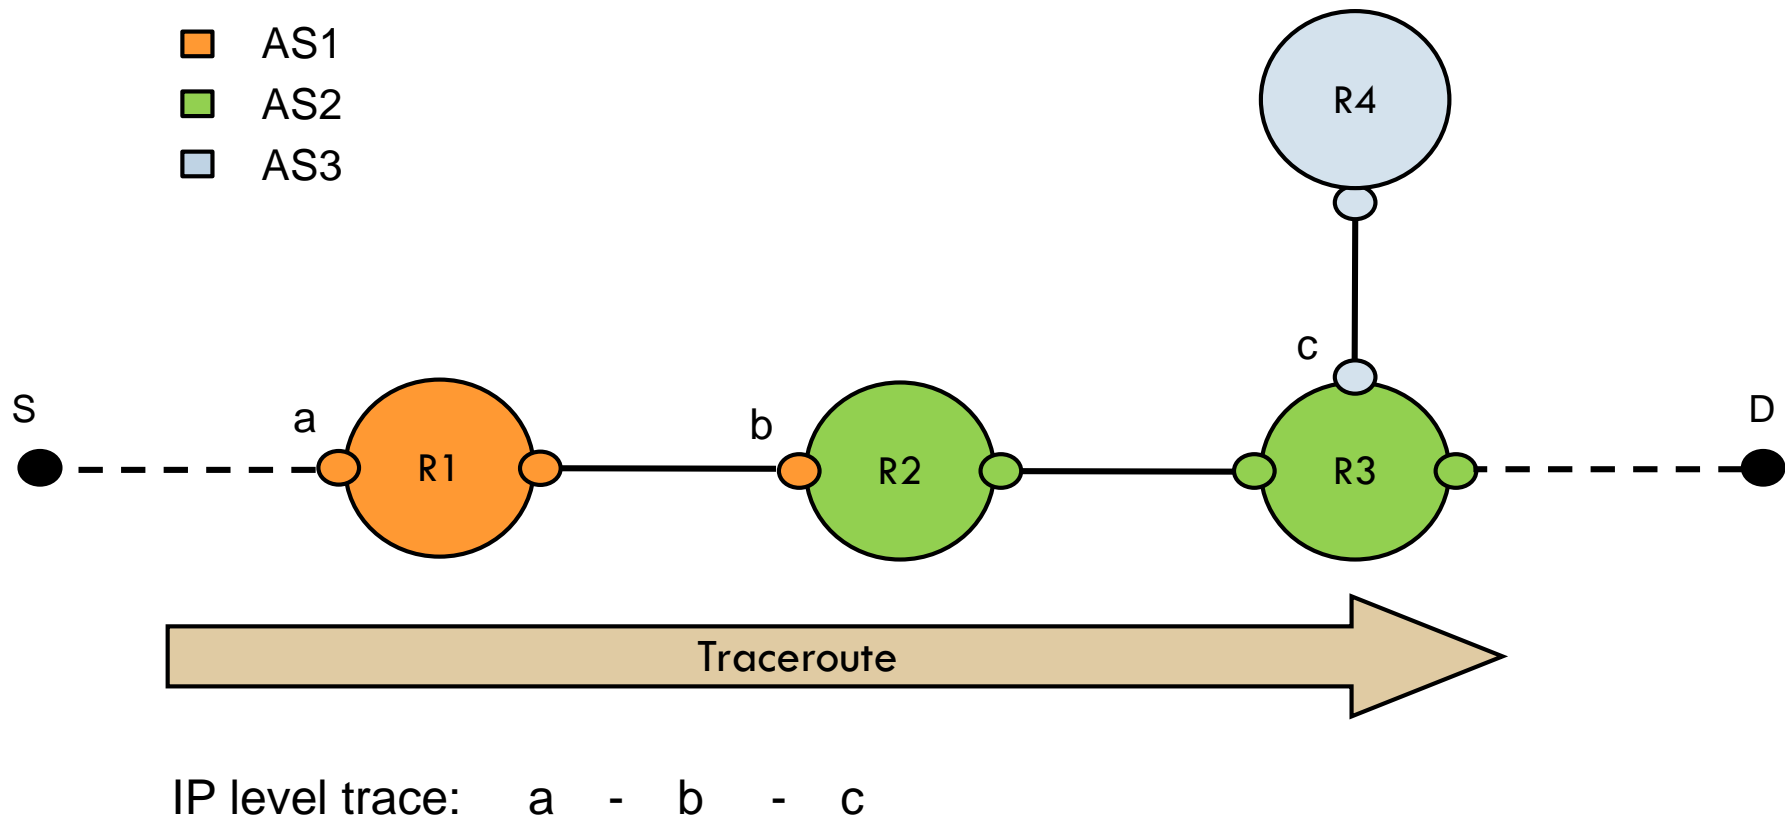 AS1
AS2
AS3
R4
c
S
a
b
D
R1
R2
R3
Traceroute
IP level trace: a - b - c